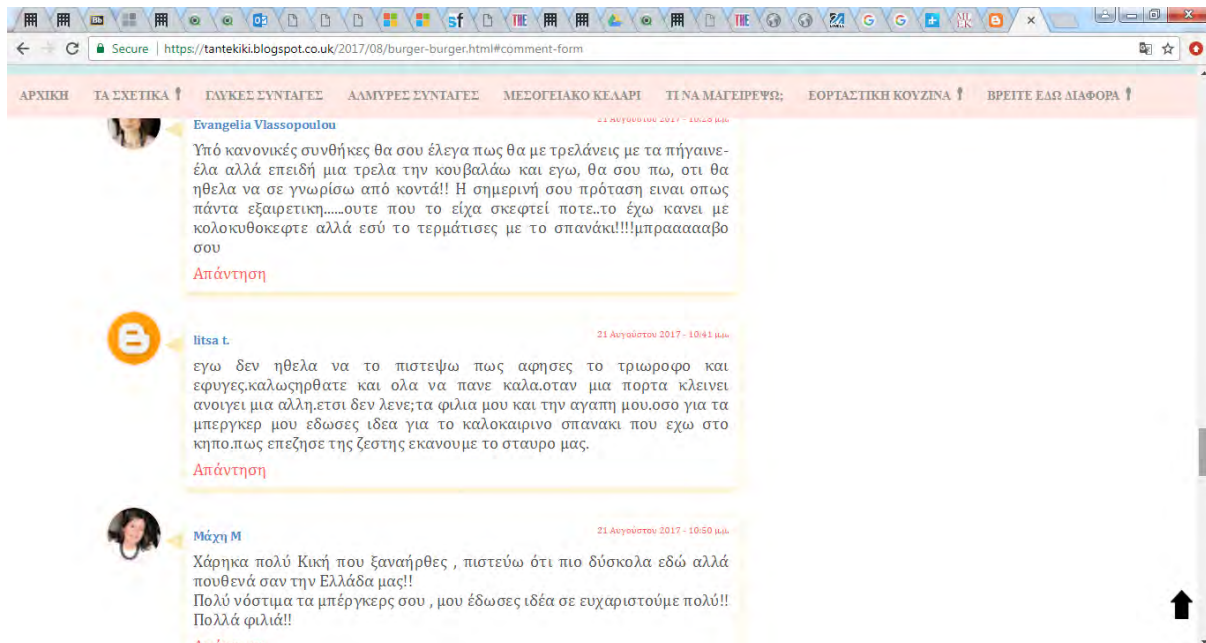 Secure | https://tantekiki.blogspot.co.uk/2017/08/burger-burger.html#comment-form
ΑΡΧΙΚΗ ΤΑ ΣΧΕΤΙΚΑ ΓΛΥΚΕΣ ΣΥΝΤΑΓΕΣ ΑΛΜΥΡΕΣ ΣΥΝΤΑΓΕΣ ΜΕΣΟΓΕΙΑΚΟ ΚΕΛΑΡΙ ΤΙ ΝΑ ΜΑΓΕΙΡΕΨΩ; ΕΟΡΤΑΣΤΙΚΗ ΚΟΥΖΙΝΑ ΒΡΕΙΤΕ ΕΔΩ ΔΙΑΦΟΡΑ
Evangelia Vlassopoulou 21 Αυγούστου 2017 - 10:28 μ.μ.
Υπό κανονικές συνθήκες θα σου έλεγα πως θα με τρελάνεις με τα πήγαινε-
έλα αλλά επειδή μια τρελα την κουβαλάω και εγω, θα σου πω, οτι θα
ηθελα να σε γνωρίσω από κοντά!! Η σημερινή σου πρόταση ειναι οπως
πάντα εξαιρετικη......ουτε που το είχα σκεφτεί ποτε..το έχω κανει με
κολοκυθοκεφτε αλλά εσύ το τερμάτισες με το σπανάκι!!!!μπρααααααβο
σου
Απάντηση
litsa t. 21 Αυγούστου 2017 - 10:41 μ.μ.
εγω δεν ηθελα να το πιστεψω πως αφησες το τριωροφο και
εφυγες.καλωςηρθατε και ολα να πανε καλα.οταν μια πορτα κλεινει
ανοιγει μια αλλη.ετσι δεν λενε;τα φιλια μου και την αγαπη μου.οσο για τα
μπεργκερ μου εδωσες ιδεα για το καλοκαιρινο σπανακι που εχω στο
κηπο.πως επεζησε της ζεστης εκανουμε το σταυρο μας.
Απάντηση
Μάχη Μ 21 Αυγούστου 2017 - 10:50 μ.μ.
Χάρηκα πολύ Κική που ξαναήρθες , πιστεύω ότι πιο δύσκολα εδώ αλλά
πουθενά σαν την Ελλάδα μας!!
Πολύ νόστιμα τα μπέργκερς σου , μου έδωσες ιδέα σε ευχαριστούμε πολύ!!
Πολλά φιλιά!!